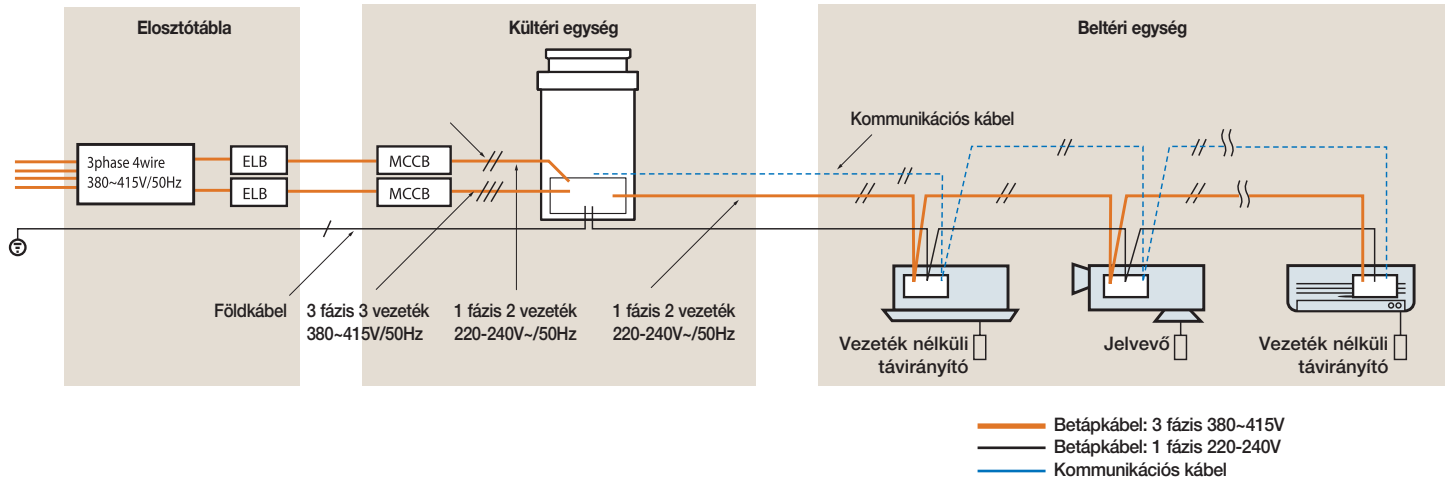 Elosztótábla
Kültéri egység
Beltéri egység
Kommunikációs kábel
3phase 4wire
380~415V/50Hz
ELB
MCCB
ELB
MCCB
Földkábel
3 fázis 3 vezeték
380~415V/50Hz
1 fázis 2 vezeték
220-240V~/50Hz
1 fázis 2 vezeték
220-240V~/50Hz
Vezeték nélküli
távirányító
Jelvevő
Vezeték nélküli
távirányító
Betápkábel: 3 fázis 380~415V
Betápkábel: 1 fázis 220-240V
Kommunikációs kábel